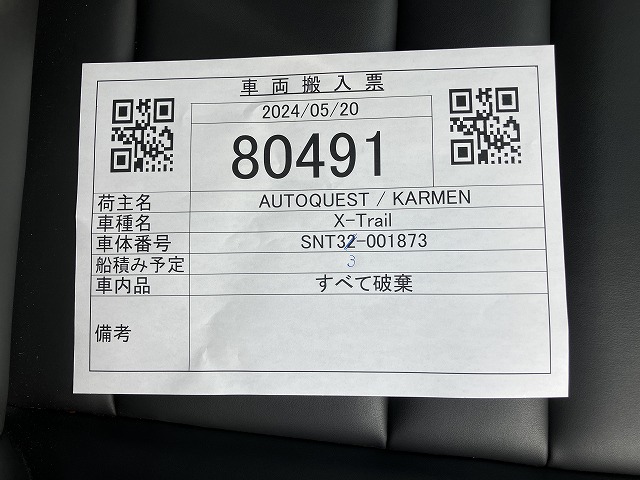 車両搬入票
2024/05/20
80491
荷主名 AUTOQUEST / KARMEN
車種名 X-Trail
車体番号 SNT32-001873
船積み予定 3
車内品 すべて破棄
備考